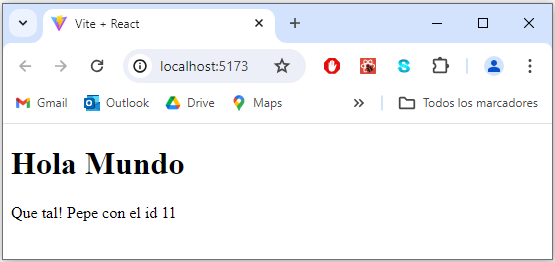 Vite + React
localhost:5173
Gmail Outlook Drive Maps Todos los marcadores
Hola Mundo
Que tal! Pepe con el id 11